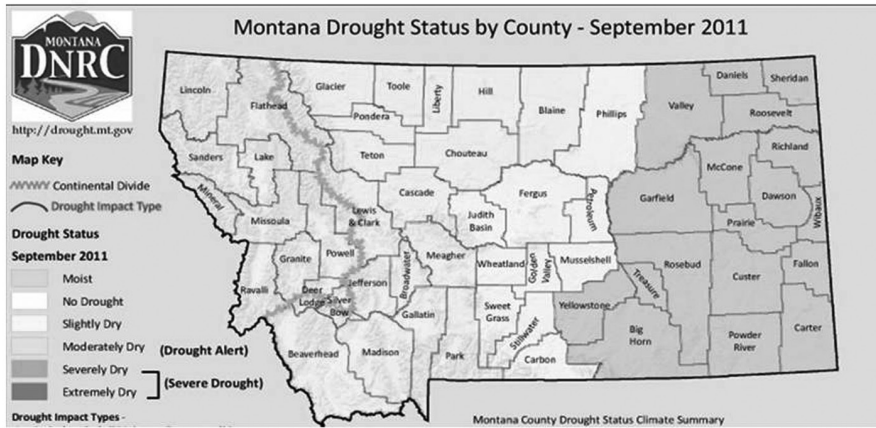 Montana Drought Status by County - September 2011
MONTANA
DNRC
http://drought.mt.gov
Map Key
Continental Divide
Drought Impact Type
Drought Status
September 2011
Moist
No Drought
Slightly Dry
Moderately Dry (Drought Alert)
Severely Dry
Extremely Dry
(Severe Drought)
Drought Impact Types -
Lincoln
Flathead
Glacier
Toole
Liberty
Hill
Blaine
Phillips
Valley
Daniels
Sheridan
Roosevelt
Pondera
Sanders
Lake
Teton
Chouteau
Richland
McCone
Mineral
Missoula
Lewis
& Clark
Cascade
Judith
Basin
Fergus
Petroleum
Garfield
Dawson
Prairie
Wibaux
Granite
Powell
Meagher
Broadwater
Jefferson
Wheatland
Golden
Valley
Musselshell
Rosebud
Treasure
Custer
Fallon
Ravalli
Deer
Lodge
Silver
Bow
Gallatin
Sweet
Grass
Stillwater
Yellowstone
Big
Horn
Powder
River
Carter
Beaverhead
Madison
Park
Carbon
Montana County Drought Status Climate Summary